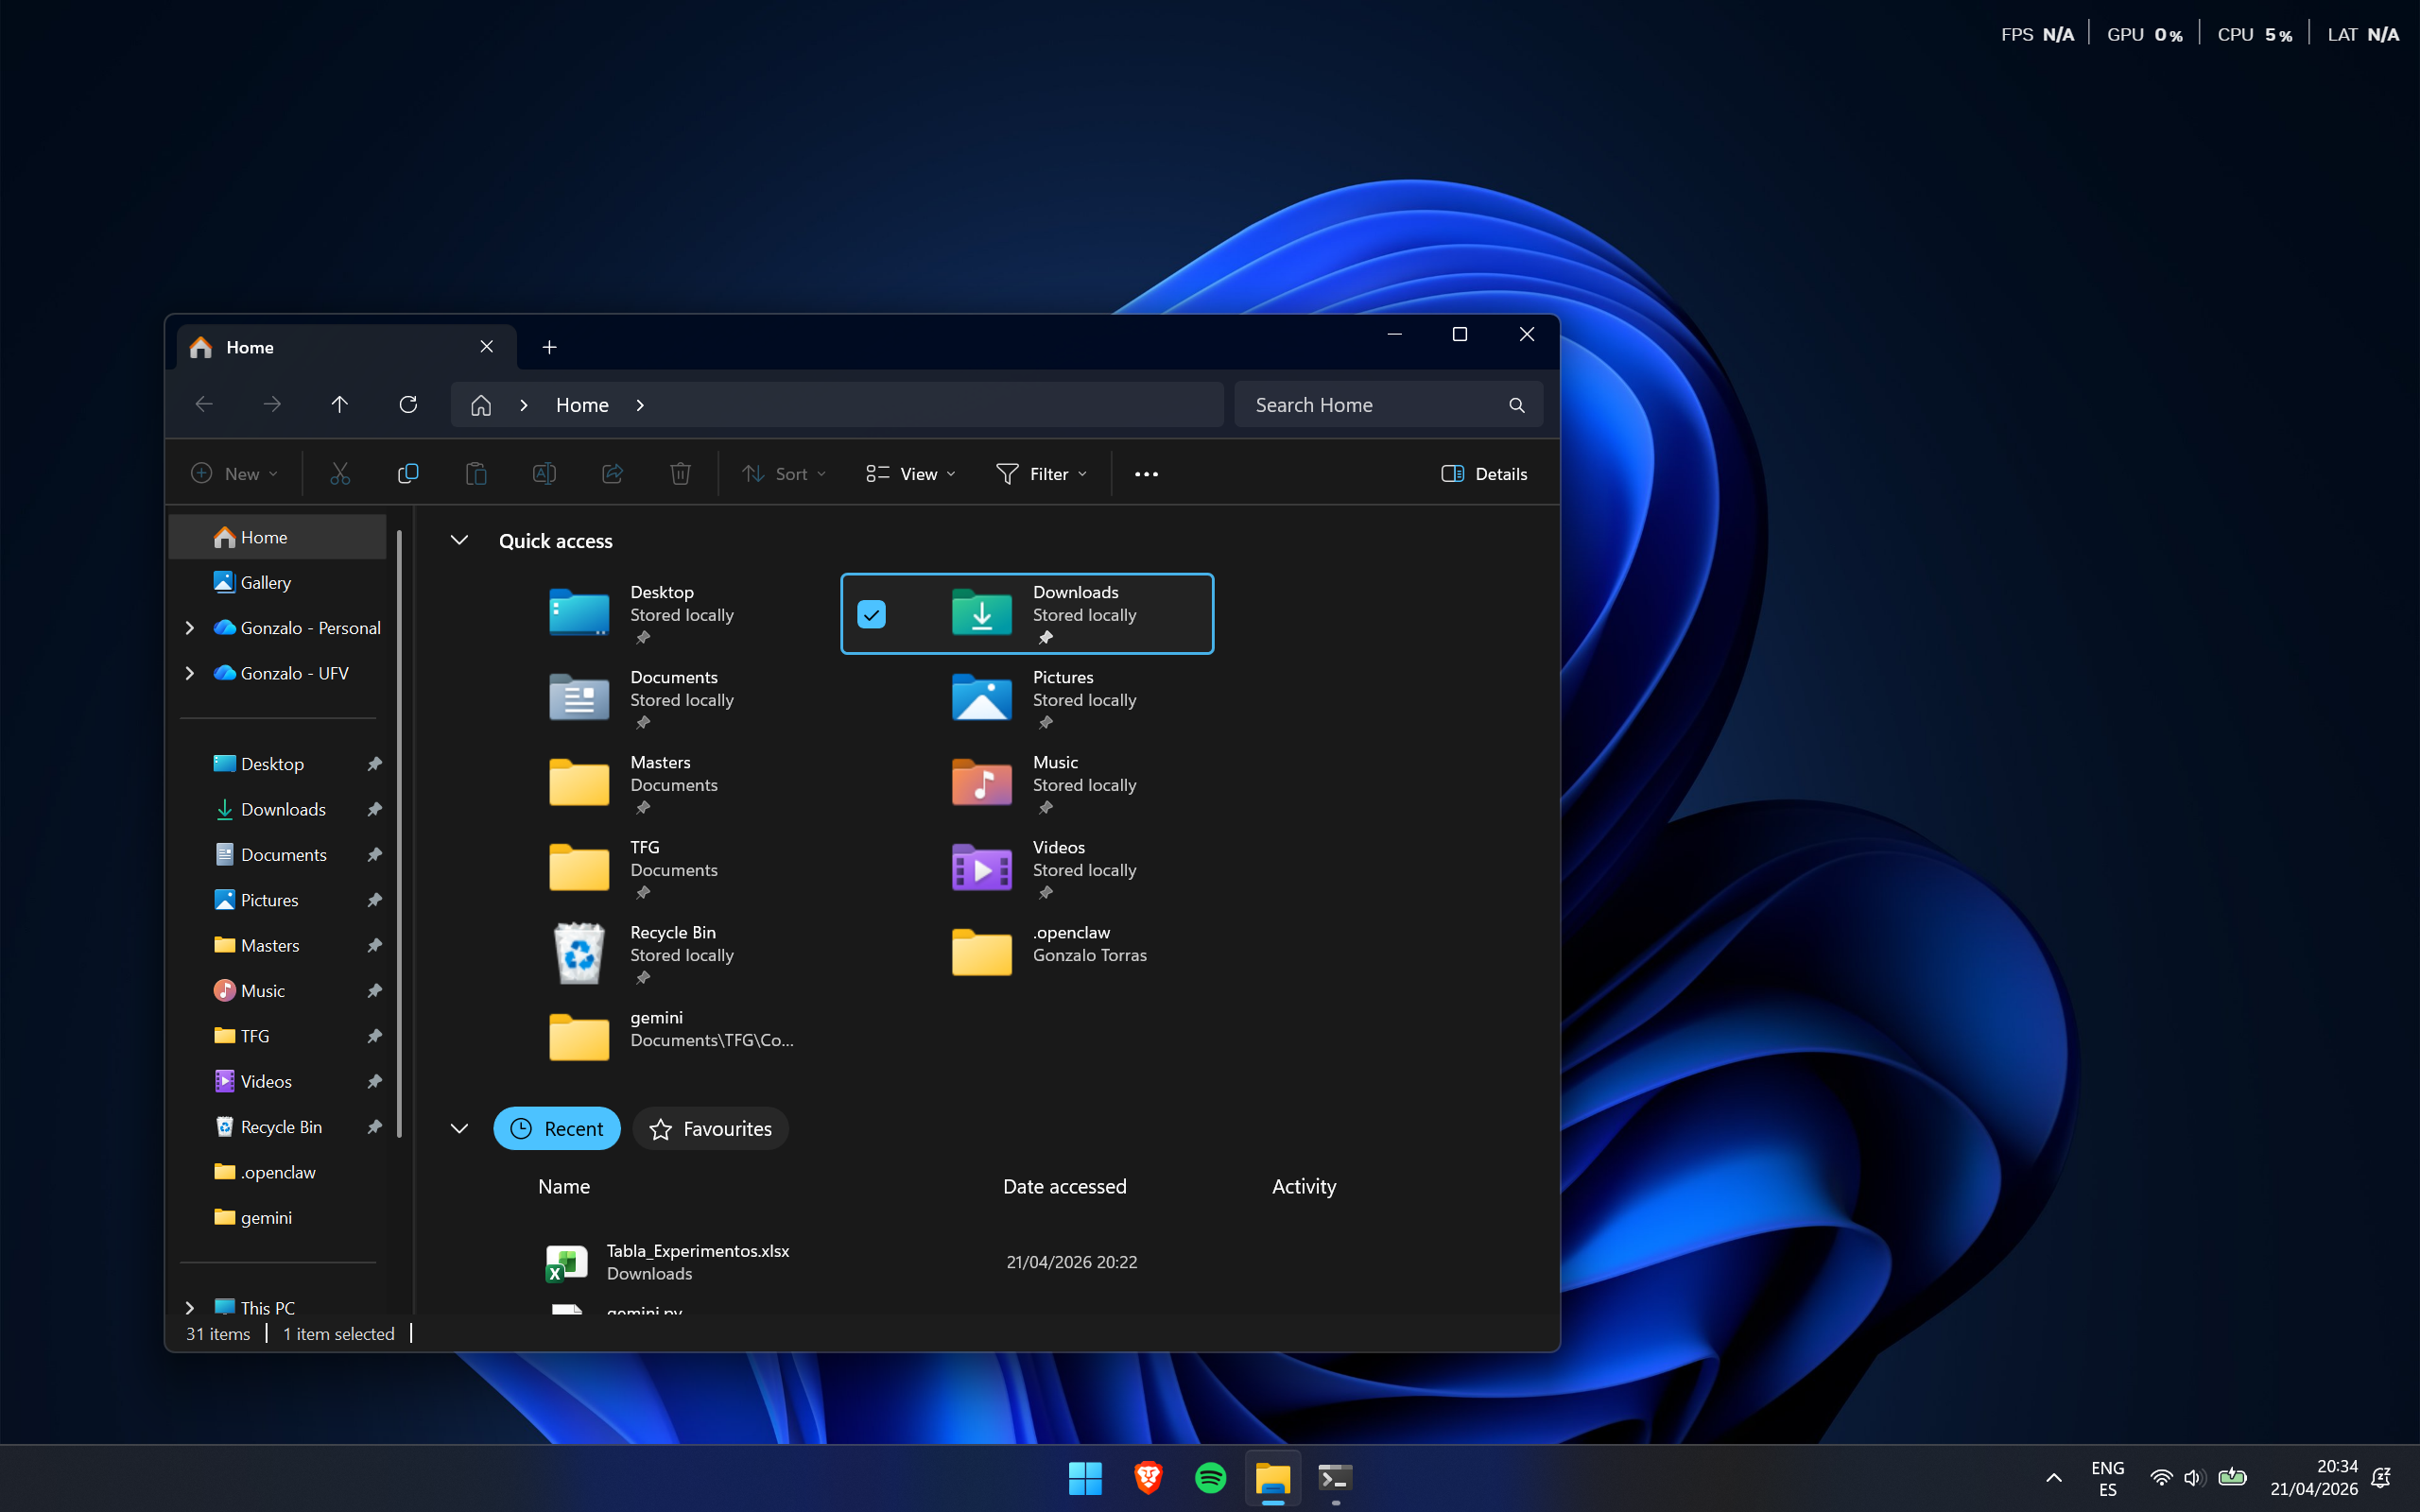 FPS N/A GPU 0% CPU 5% LAT N/A
Home
Home
Search Home
New
Sort
View
Filter
Details
Home
Gallery
Gonzalo - Personal
Gonzalo - UFV
Desktop
Downloads
Documents
Pictures
Masters
Music
TFG
Videos
Recycle Bin
.openclaw
gemini
This PC
Quick access
Desktop
Stored locally
Downloads
Stored locally
Documents
Stored locally
Pictures
Stored locally
Masters
Documents
Music
Stored locally
TFG
Documents
Videos
Stored locally
Recycle Bin
Stored locally
.openclaw
Gonzalo Torras
gemini
Documents\TFG\Co...
Recent
Favourites
Name Date accessed Activity
Tabla_Experimentos.xlsx
Downloads
21/04/2026 20:22
gemini.py
31 items
1 item selected
ENG
ES
20:34
21/04/2026